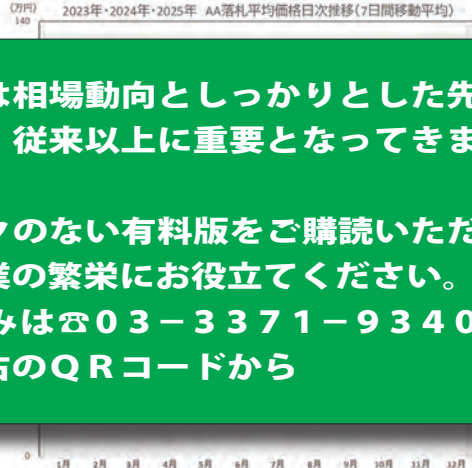 (万円)
2023年・2024年・2025年 AA落札平均価格日次推移(7日間移動平均)
140
は相場動向としっかりとした先
従来以上に重要となってきま
クのない有料版をご購読いただ
業の繁栄にお役立てください。
みは☎03-3371-9340
右のQRコードから
0
1月 2月 3月 4月 5月 6月 7月 8月 9月 10月 11月 12月